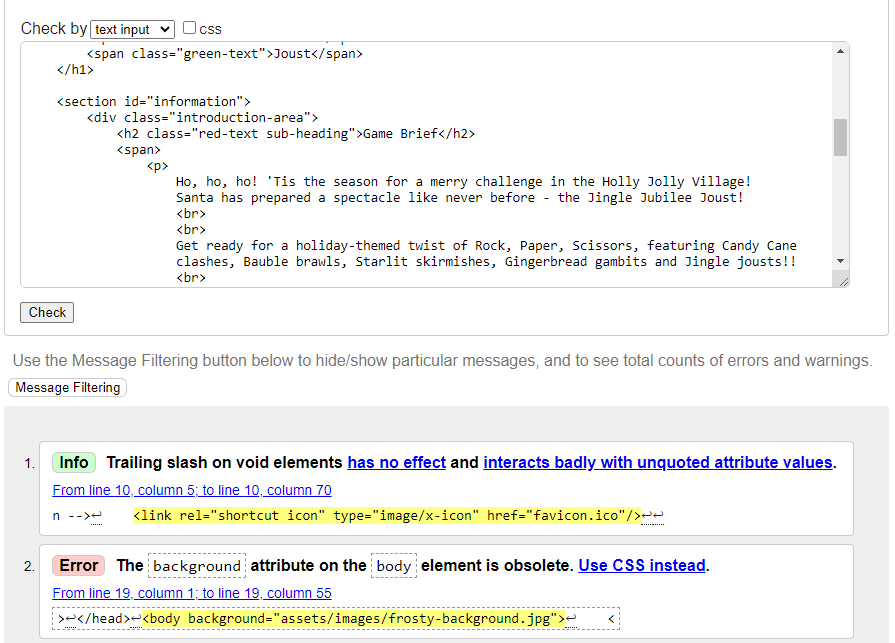 Check by text input css
<span class="green-text">Joust</span>
</h1>
<section id="information">
<div class="introduction-area">
<h2 class="red-text sub-heading">Game Brief</h2>
<span>
<p>
Ho, ho, ho! 'Tis the season for a merry challenge in the Holly Jolly Village!
Santa has prepared a spectacle like never before - the Jingle Jubilee Joust!
<br>
<br>
Get ready for a holiday-themed twist of Rock, Paper, Scissors, featuring Candy Cane
clashes, Bauble brawls, Starlit skirmishes, Gingerbread gambits and Jingle jousts!!
<br>
Check
Use the Message Filtering button below to hide/show particular messages, and to see total counts of errors and warnings.
Message Filtering
1. Info Trailing slash on void elements has no effect and interacts badly with unquoted attribute values.
From line 10, column 5; to line 10, column 70
n -->↩ <link rel="shortcut icon" type="image/x-icon" href="favicon.ico"/>↩↩
2. Error The background attribute on the body element is obsolete. Use CSS instead.
From line 19, column 1; to line 19, column 55
>↩</head>↩<body background="assets/images/frosty-background.jpg">↩ <